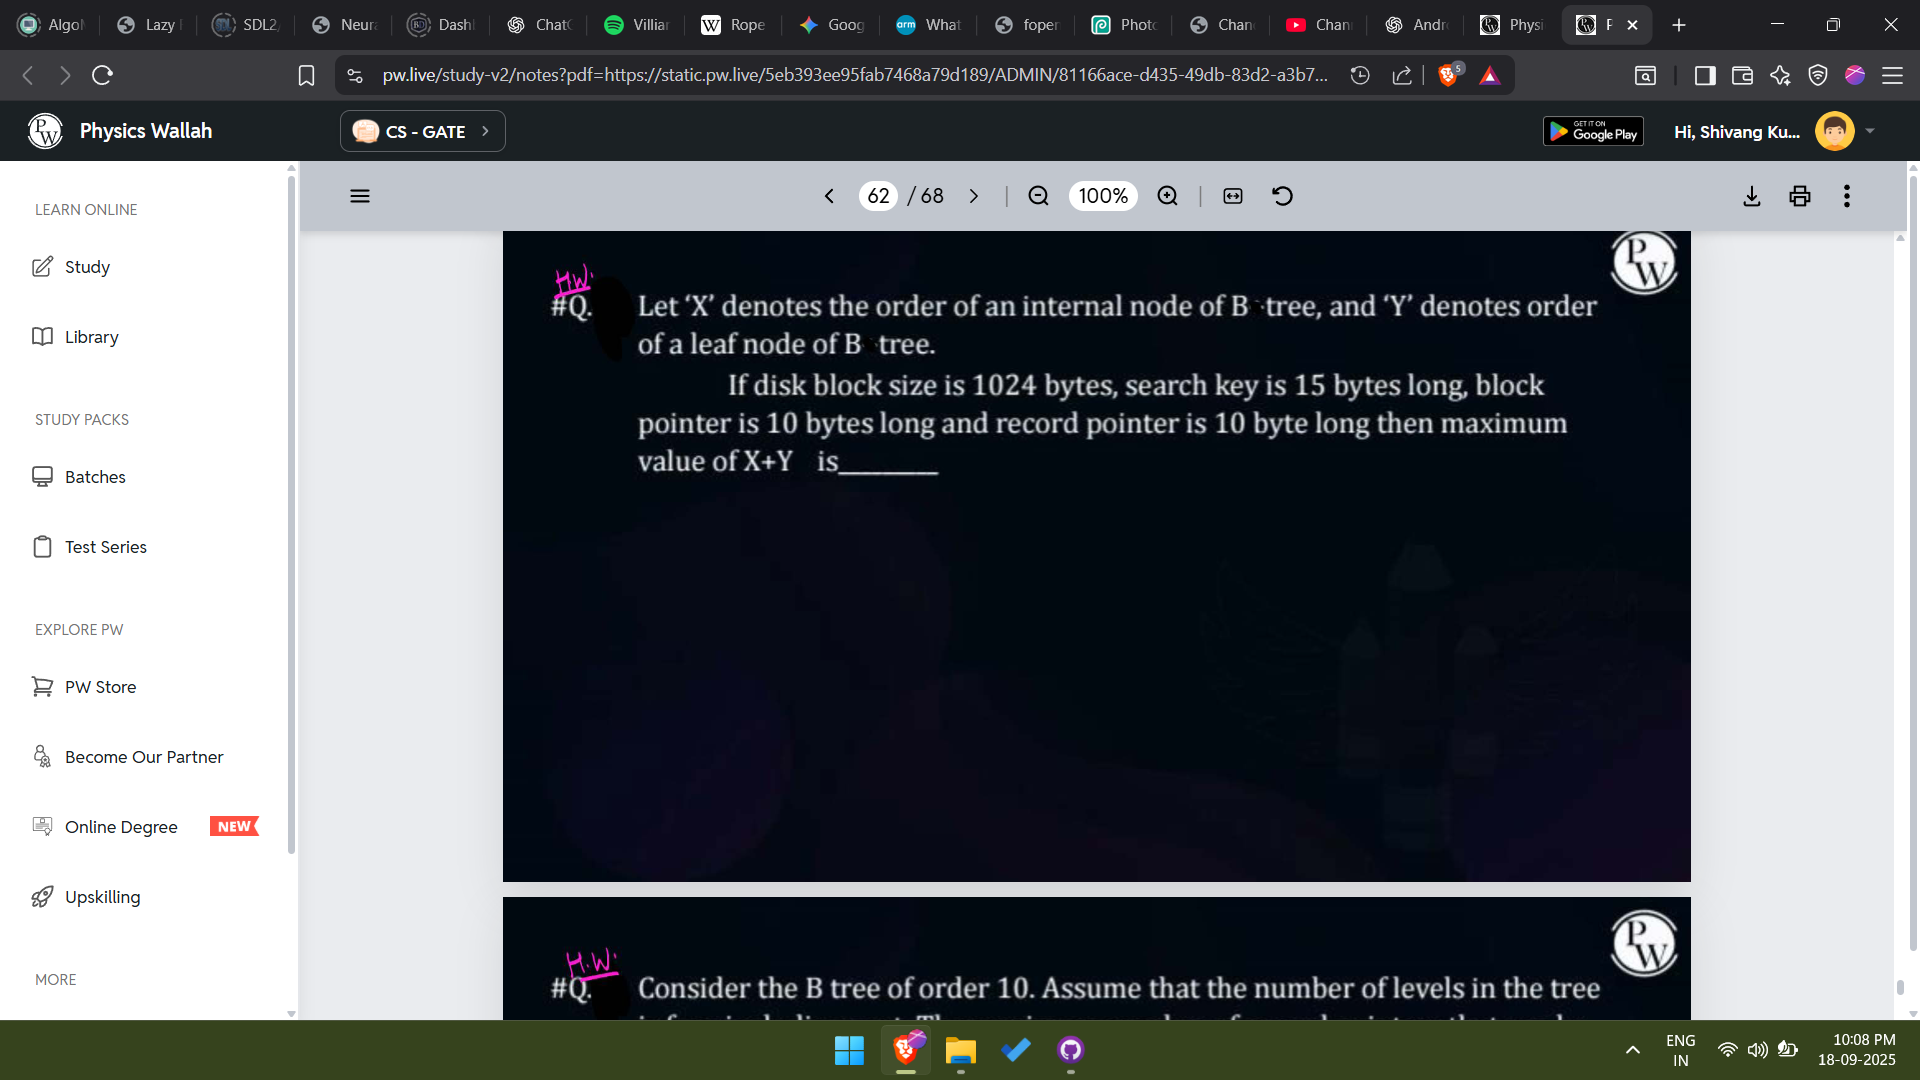 Algo
Lazy
SDL2
Neura
Dashl
Chat
Villiar
Rope
Goog
What
foper
Photo
Chan
Chan
Andr
Physi
F
pw.live/study-v2/notes?pdf=https://static.pw.live/5eb393ee95fab7468a79d189/ADMIN/81166ace-d435-49db-83d2-a3b7...
5
PW
Physics Wallah
CS - GATE
GET IT ON
Google Play
Hi, Shivang Ku...
LEARN ONLINE
Study
Library
STUDY PACKS
Batches
Test Series
EXPLORE PW
PW Store
Become Our Partner
Online Degree NEW
Upskilling
MORE
62 / 68
100%
PW
H.W.
#Q. Let ‘X’ denotes the order of an internal node of B tree, and ‘Y’ denotes order
of a leaf node of B tree.
If disk block size is 1024 bytes, search key is 15 bytes long, block
pointer is 10 bytes long and record pointer is 10 byte long then maximum
value of X+Y is________
PW
H.W.
#Q. Consider the B tree of order 10. Assume that the number of levels in the tree
ENG
IN
10:08 PM
18-09-2025